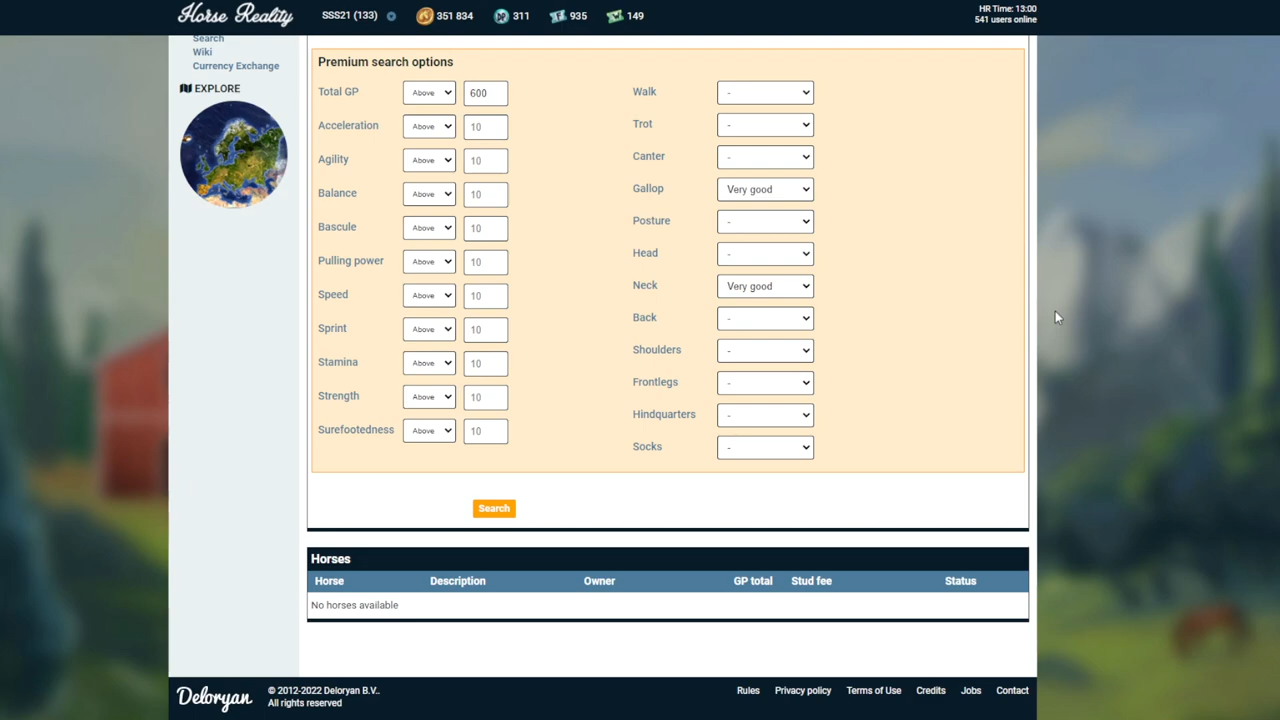 Horse Reality
SSS21 (133)
351 834
311
935
149
HR Time: 13:00
541 users online
Search
Wiki
Currency Exchange
EXPLORE
Premium search options
Total GP Above 600
Acceleration Above 10
Agility Above 10
Balance Above 10
Bascule Above 10
Pulling power Above 10
Speed Above 10
Sprint Above 10
Stamina Above 10
Strength Above 10
Surefootedness Above 10
Walk -
Trot -
Canter -
Gallop Very good
Posture -
Head -
Neck Very good
Back -
Shoulders -
Frontlegs -
Hindquarters -
Socks -
Search
Horses
Horse Description Owner GP total Stud fee Status
No horses available
Deloryan
© 2012-2022 Deloryan B.V..
All rights reserved
Rules Privacy policy Terms of Use Credits Jobs Contact